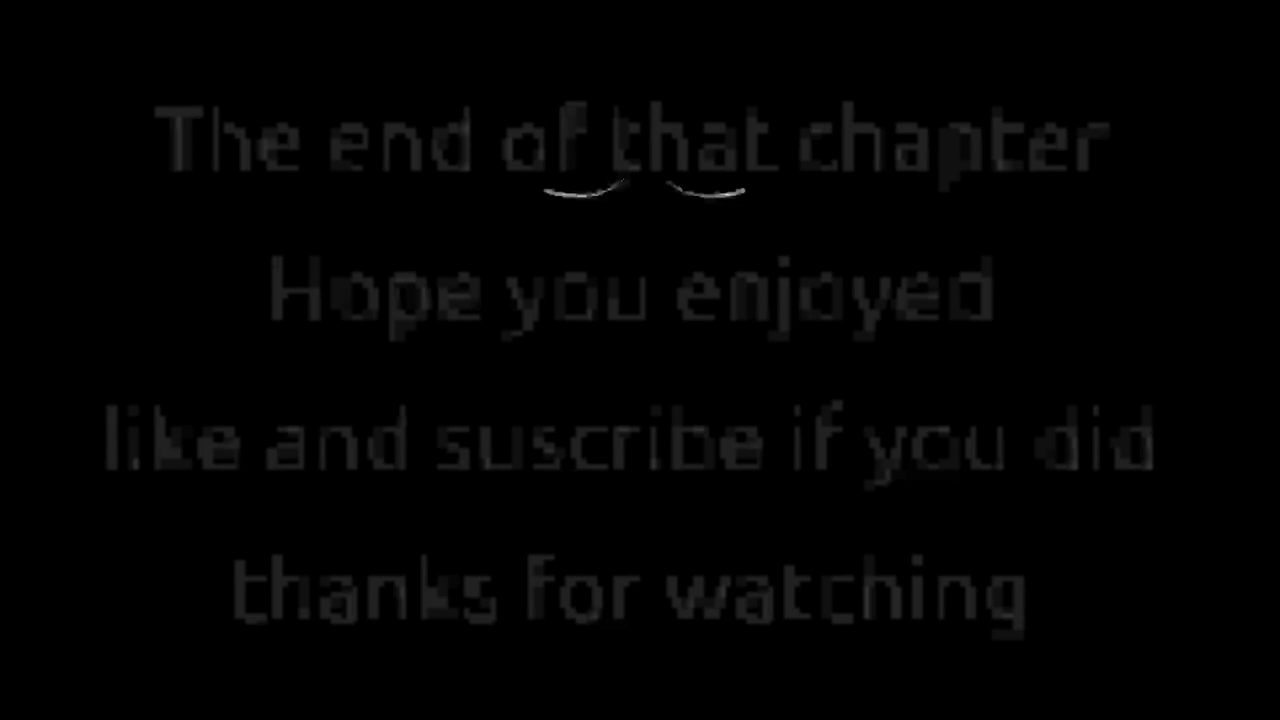 The end of that chapter
Hope you enjoyed
like and suscribe if you did
thanks for watching